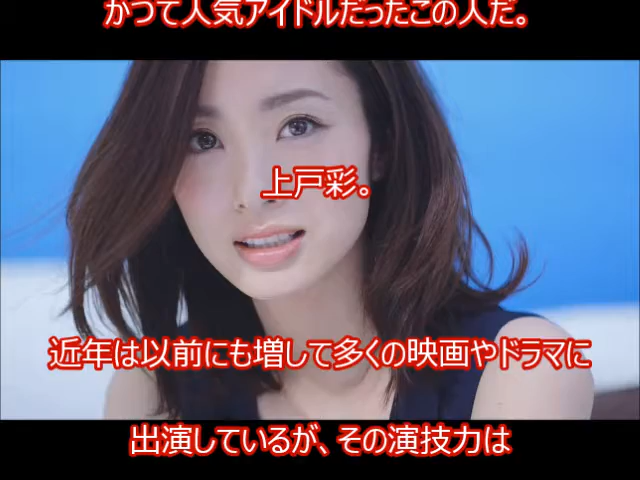 かつて人気アイドルだったこの人だ。
上戸彩。
近年は以前にも増して多くの映画やドラマに
出演しているが、その演技力は